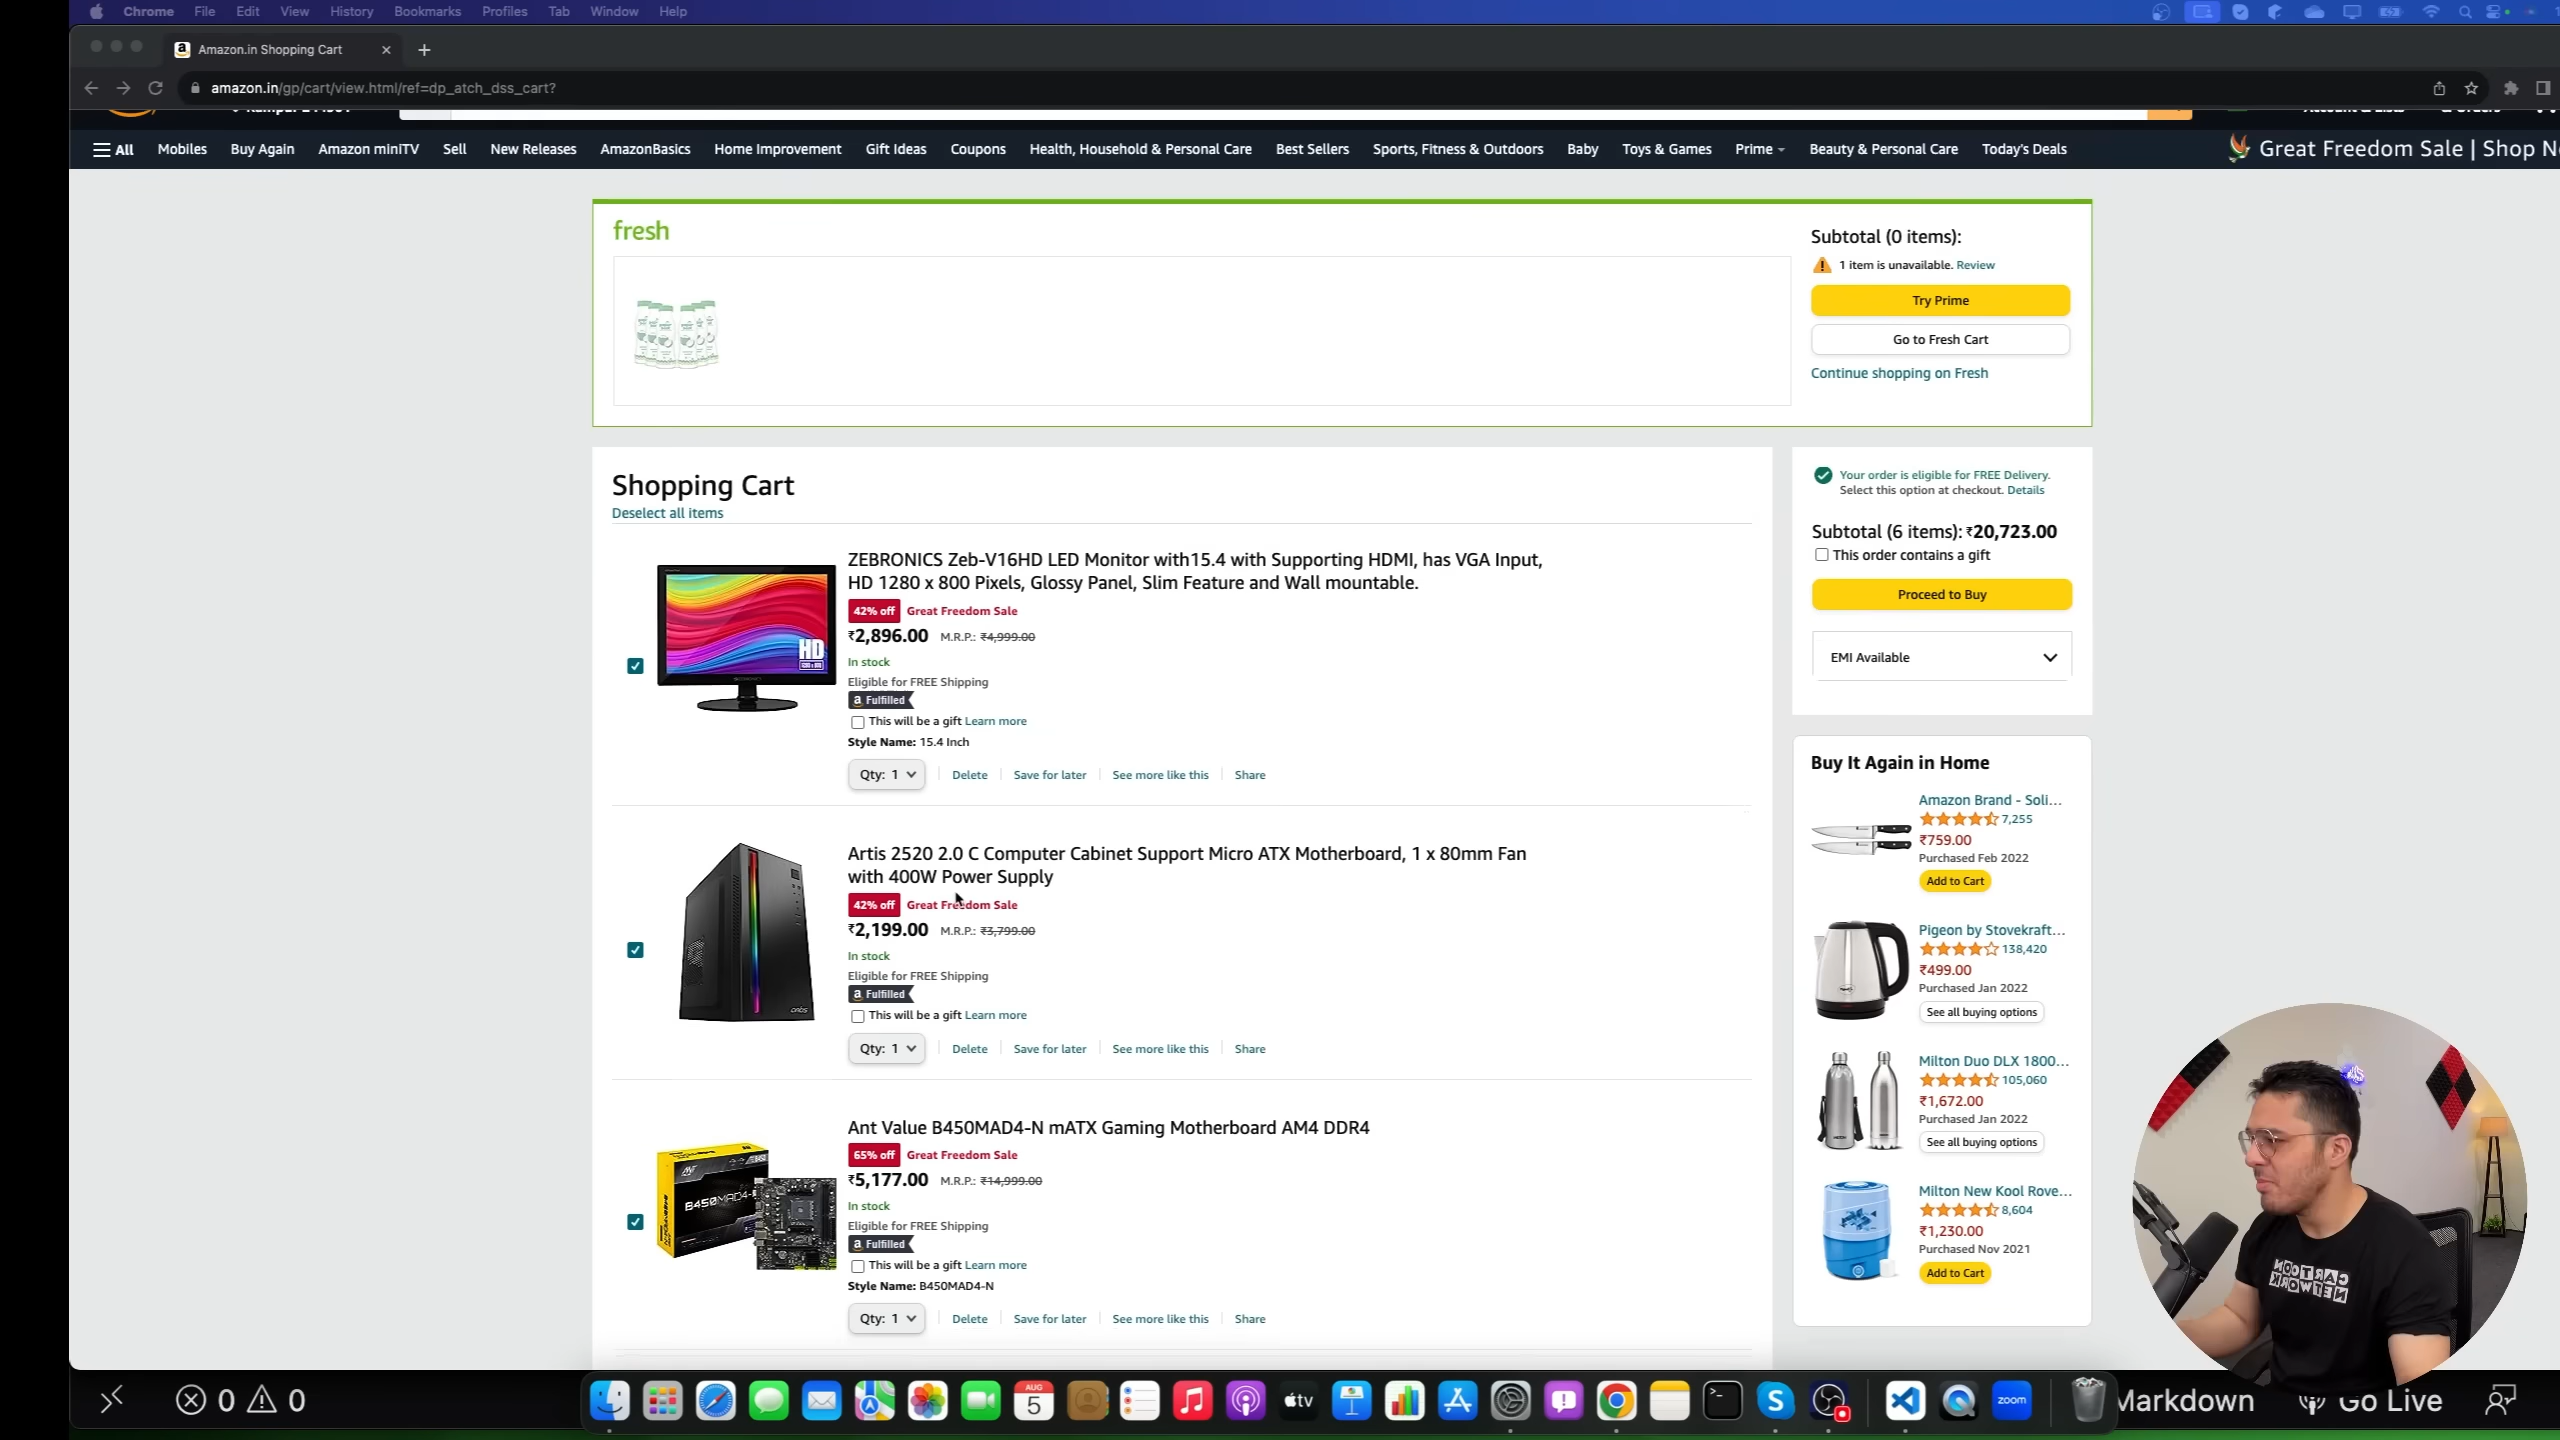 Chrome File Edit View History Bookmarks Profiles Tab Window Help
Amazon.in Shopping Cart
amazon.in/gp/cart/view.html/ref=dp_atch_dss_cart?
All Mobiles Buy Again Amazon miniTV Sell New Releases AmazonBasics Home Improvement Gift Ideas Coupons Health, Household & Personal Care Best Sellers Sports, Fitness & Outdoors Baby Toys & Games Prime Beauty & Personal Care Today's Deals
Great Freedom Sale | Shop N
fresh
Subtotal (0 items):
1 item is unavailable. Review
Try Prime
Go to Fresh Cart
Continue shopping on Fresh
Shopping Cart
Deselect all items
ZEBRONICS Zeb-V16HD LED Monitor with15.4 with Supporting HDMI, has VGA Input,
HD 1280 x 800 Pixels, Glossy Panel, Slim Feature and Wall mountable.
42% off Great Freedom Sale
₹2,896.00 M.R.P.: ₹4,999.00
In stock
Eligible for FREE Shipping
a Fulfilled
This will be a gift Learn more
Style Name: 15.4 Inch
Qty: 1 Delete Save for later See more like this Share
HD
Artis 2520 2.0 C Computer Cabinet Support Micro ATX Motherboard, 1 x 80mm Fan
with 400W Power Supply
42% off Great Freedom Sale
₹2,199.00 M.R.P.: ₹3,799.00
In stock
Eligible for FREE Shipping
a Fulfilled
This will be a gift Learn more
Qty: 1 Delete Save for later See more like this Share
Ant Value B450MAD4-N mATX Gaming Motherboard AM4 DDR4
65% off Great Freedom Sale
₹5,177.00 M.R.P.: ₹14,999.00
In stock
Eligible for FREE Shipping
a Fulfilled
This will be a gift Learn more
Style Name: B450MAD4-N
Qty: 1 Delete Save for later See more like this Share
Your order is eligible for FREE Delivery.
Select this option at checkout. Details
Subtotal (6 items): ₹20,723.00
This order contains a gift
Proceed to Buy
EMI Available
Buy It Again in Home
Amazon Brand - Soli...
7,255
₹759.00
Purchased Feb 2022
Add to Cart
Pigeon by Stovekraft...
138,420
₹499.00
Purchased Jan 2022
See all buying options
Milton Duo DLX 1800...
105,060
₹1,672.00
Purchased Jan 2022
See all buying options
Milton New Kool Rove...
8,604
₹1,230.00
Purchased Nov 2021
Add to Cart
CARTOON
NETWORK
0 0
AUG
5
tv
zoom
Markdown
Go Live